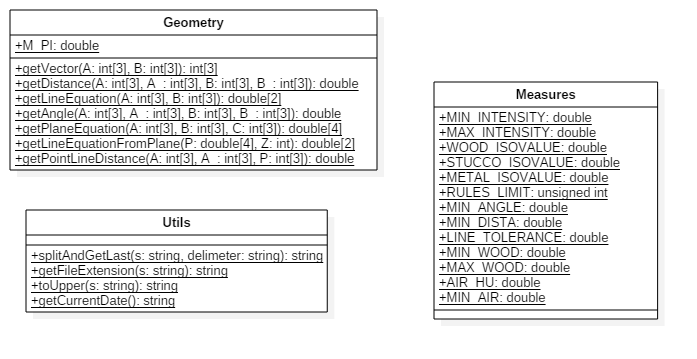 Geometry
+M_PI: double
+getVector(A: int[3], B: int[3]): int[3]
+getDistance(A: int[3], A_: int[3], B: int[3], B_: int[3]): double
+getLineEquation(A: int[3], B: int[3]): double[2]
+getAngle(A: int[3], A_: int[3], B: int[3], B_: int[3]): double
+getPlaneEquation(A: int[3], B: int[3], C: int[3]): double[4]
+getLineEquationFromPlane(P: double[4], Z: int): double[2]
+getPointLineDistance(A: int[3], A_: int[3], P: int[3]): double
Utils
+splitAndGetLast(s: string, delimeter: string): string
+getFileExtension(s: string): string
+toUpper(s: string): string
+getCurrentDate(): string
Measures
+MIN_INTENSITY: double
+MAX_INTENSITY: double
+WOOD_ISOVALUE: double
+STUCCO_ISOVALUE: double
+METAL_ISOVALUE: double
+RULES_LIMIT: unsigned int
+MIN_ANGLE: double
+MIN_DISTA: double
+LINE_TOLERANCE: double
+MIN_WOOD: double
+MAX_WOOD: double
+AIR_HU: double
+MIN_AIR: double